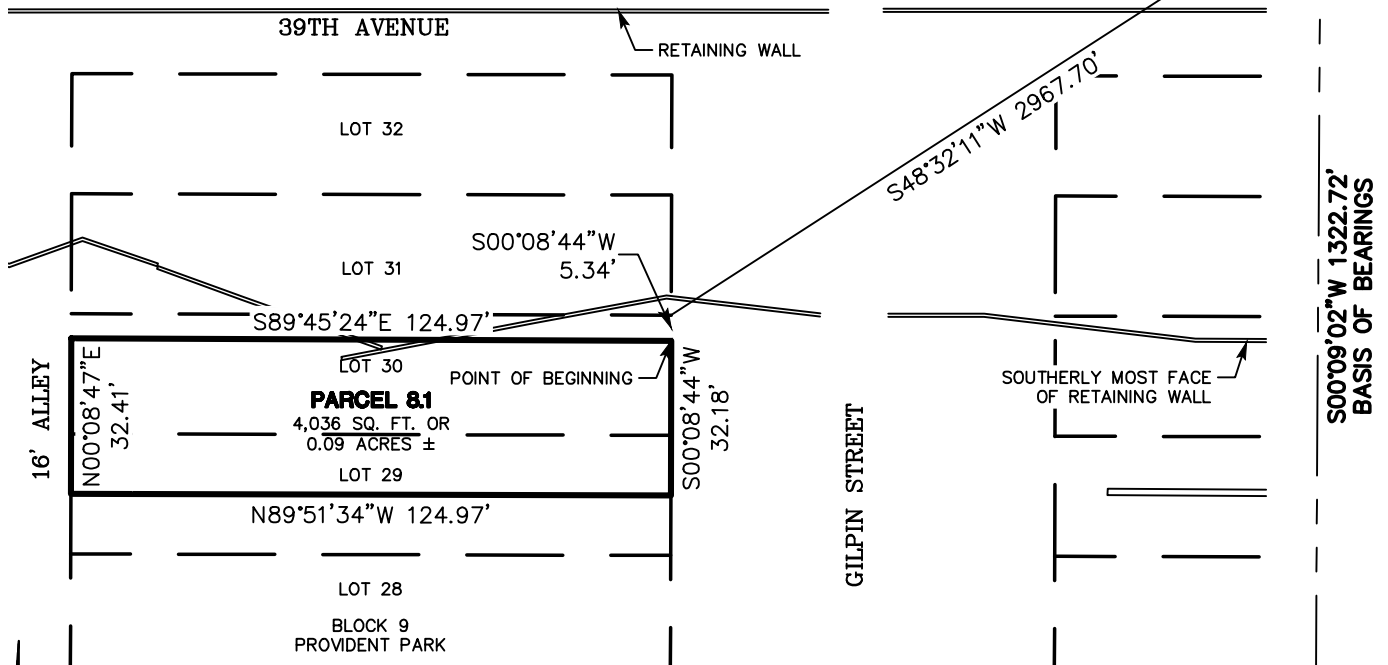 39TH AVENUE
RETAINING WALL
LOT 32
S48°32'11"W 2967.70'
S00°08'44"W
5.34'
LOT 31
S89°45'24"E 124.97'
LOT 30
POINT OF BEGINNING
PARCEL 8.1
4,036 SQ. FT. OR
0.09 ACRES ±
LOT 29
16' ALLEY
N00°08'47"E
32.41'
S00°08'44"W
32.18'
N89°51'34"W 124.97'
LOT 28
BLOCK 9
PROVIDENT PARK
GILPIN STREET
SOUTHERLY MOST FACE
OF RETAINING WALL
S00°09'02"W 1322.72'
BASIS OF BEARINGS